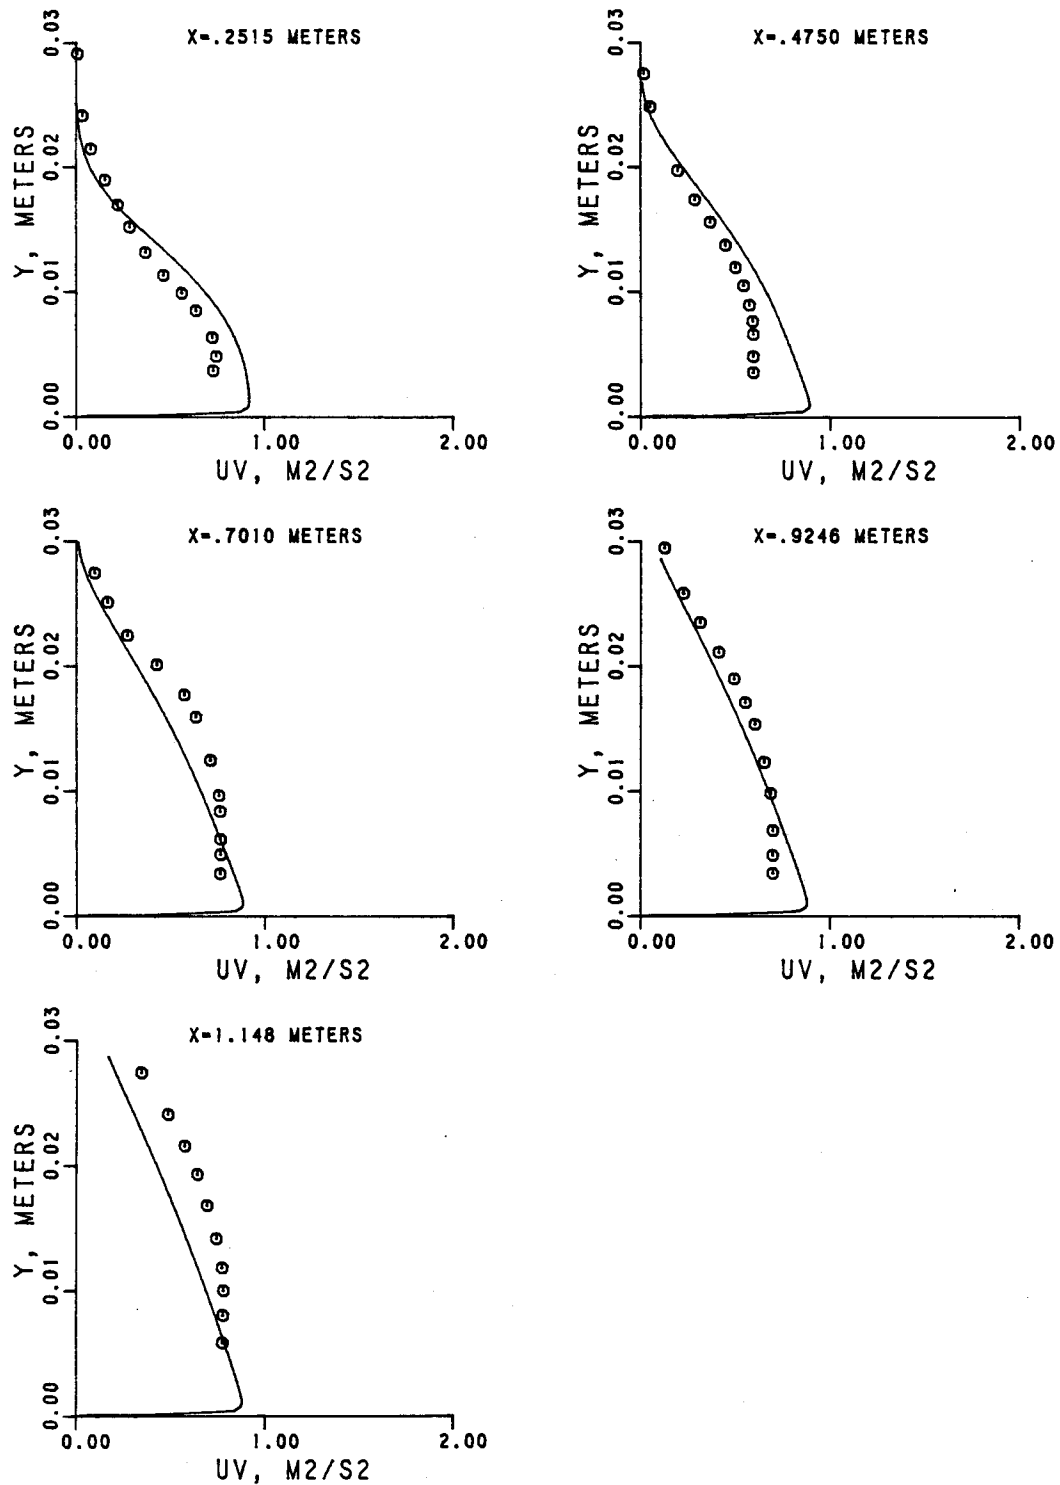 X=.2515 METERS
0.03
0.02
0.01
0.00
Y, METERS
0.00 1.00 2.00
UV, M2/S2
X=.4750 METERS
0.03
0.02
0.01
0.00
Y, METERS
0.00 1.00 2.00
UV, M2/S2
X=.7010 METERS
0.03
0.02
0.01
0.00
Y, METERS
0.00 1.00 2.00
UV, M2/S2
X=.9246 METERS
0.03
0.02
0.01
0.00
Y, METERS
0.00 1.00 2.00
UV, M2/S2
X=1.148 METERS
0.03
0.02
0.01
0.00
Y, METERS
0.00 1.00 2.00
UV, M2/S2